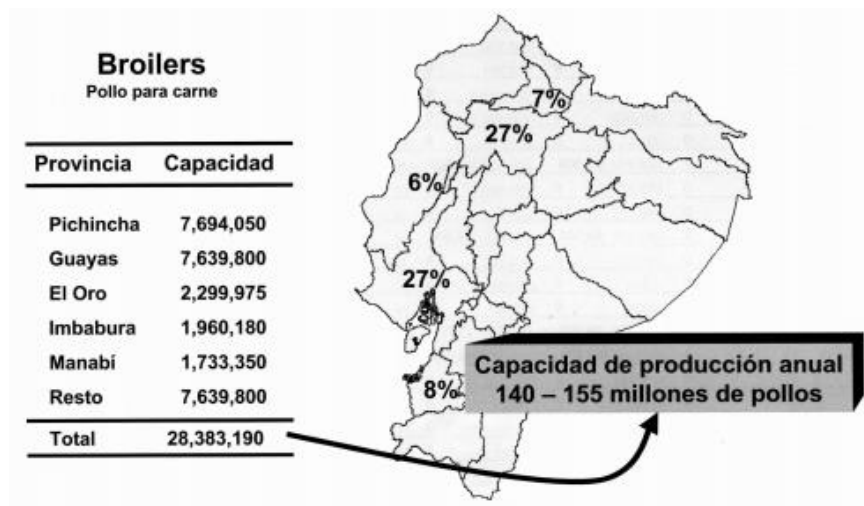 Broilers
Pollo para carne
Provincia Capacidad
Pichincha 7,694,050
Guayas 7,639,800
El Oro 2,299,975
Imbabura 1,960,180
Manabí 1,733,350
Resto 7,639,800
Total 28,383,190
7%
27%
6%
27%
8%
Capacidad de producción anual
140 – 155 millones de pollos